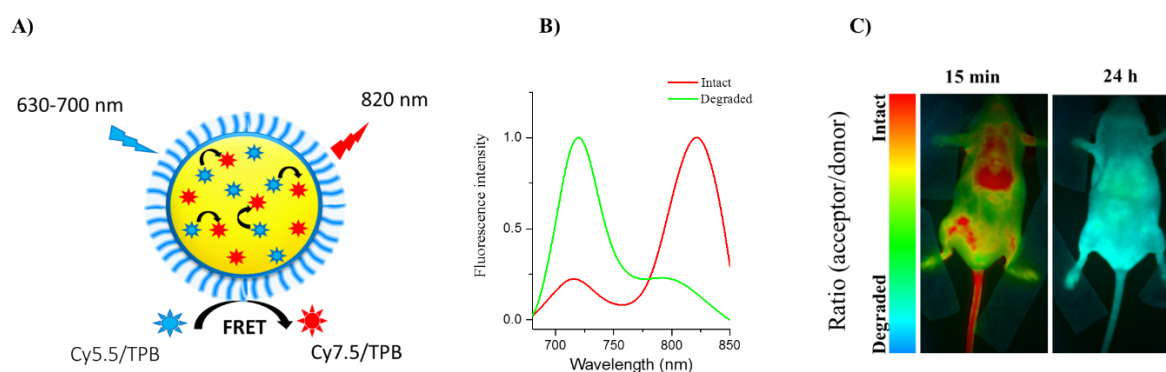 A)
630-700 nm
820 nm
FRET
Cy5.5/TPB
Cy7.5/TPB
B)
Intact
Degraded
Fluorescence intensity
1.0
0.5
0.0
700
750
800
850
Wavelength (nm)
C)
15 min
24 h
Ratio (acceptor/donor)
Intact
Degraded